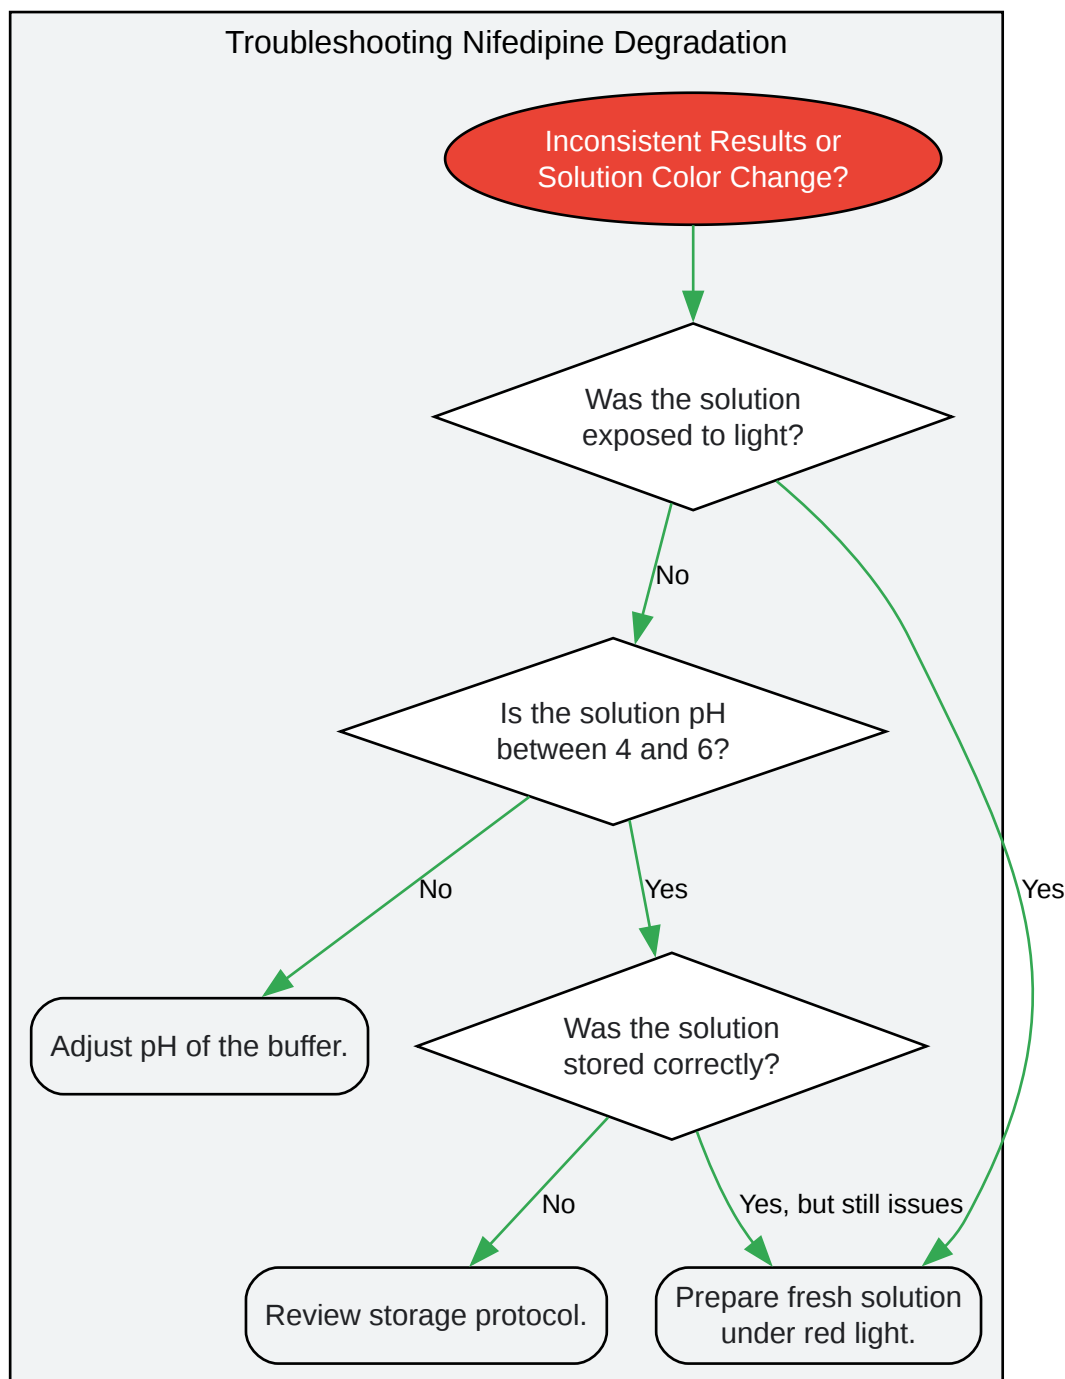 Troubleshooting Nifedipine Degradation
Inconsistent Results or
Solution Color Change?
Was the solution
exposed to light?
No
Is the solution pH
between 4 and 6?
No
Yes
Yes
Adjust pH of the buffer.
Was the solution
stored correctly?
No
Yes, but still issues
Review storage protocol.
Prepare fresh solution
under red light.